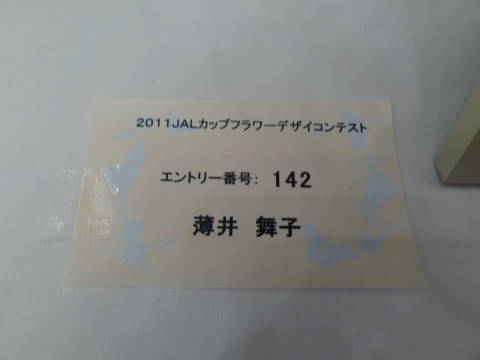 2011JALカップフラワーデザイコンテスト
エントリー番号: 142
薄井 舞子